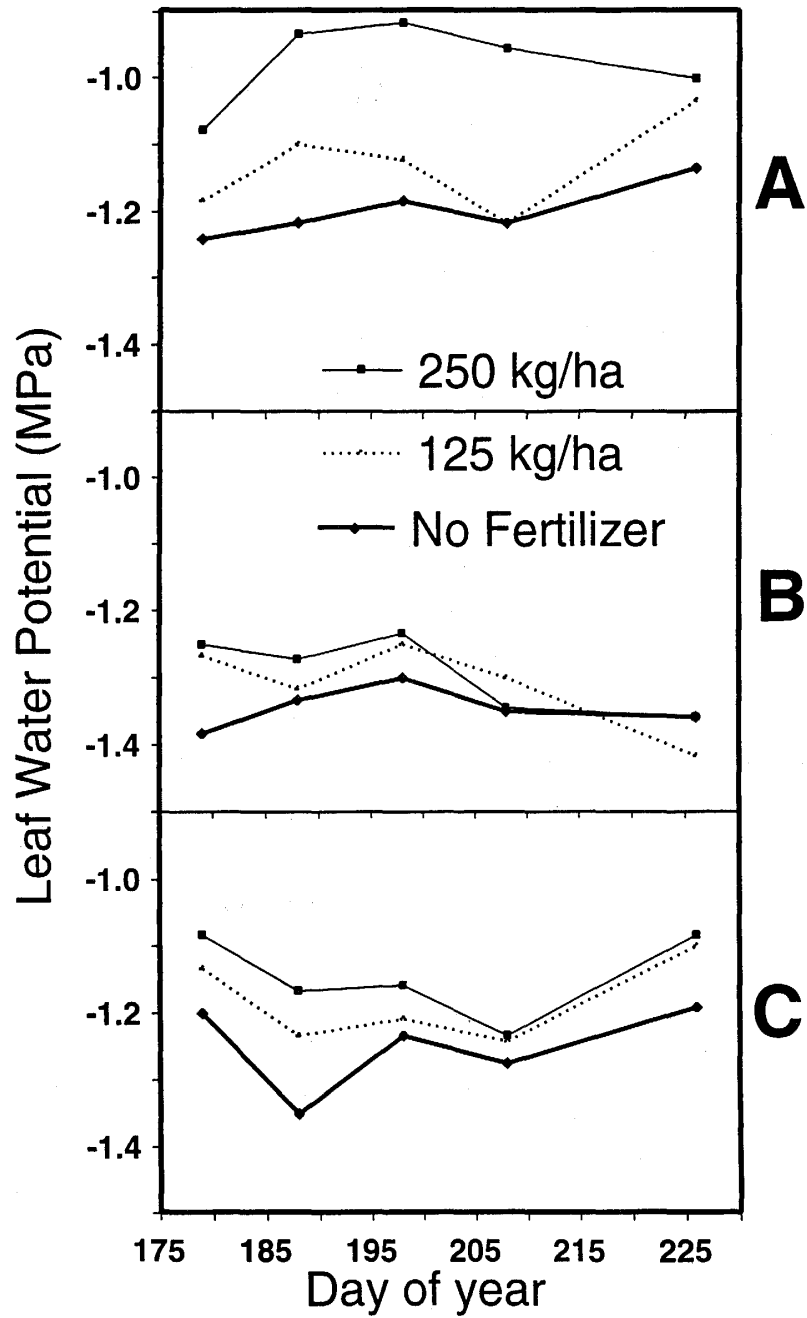 -1.0
-1.2
-1.4
A
250 kg/ha
125 kg/ha
No Fertilizer
-1.0
-1.2
-1.4
B
-1.0
-1.2
-1.4
C
Leaf Water Potential (MPa)
175 185 195 205 215 225
Day of year